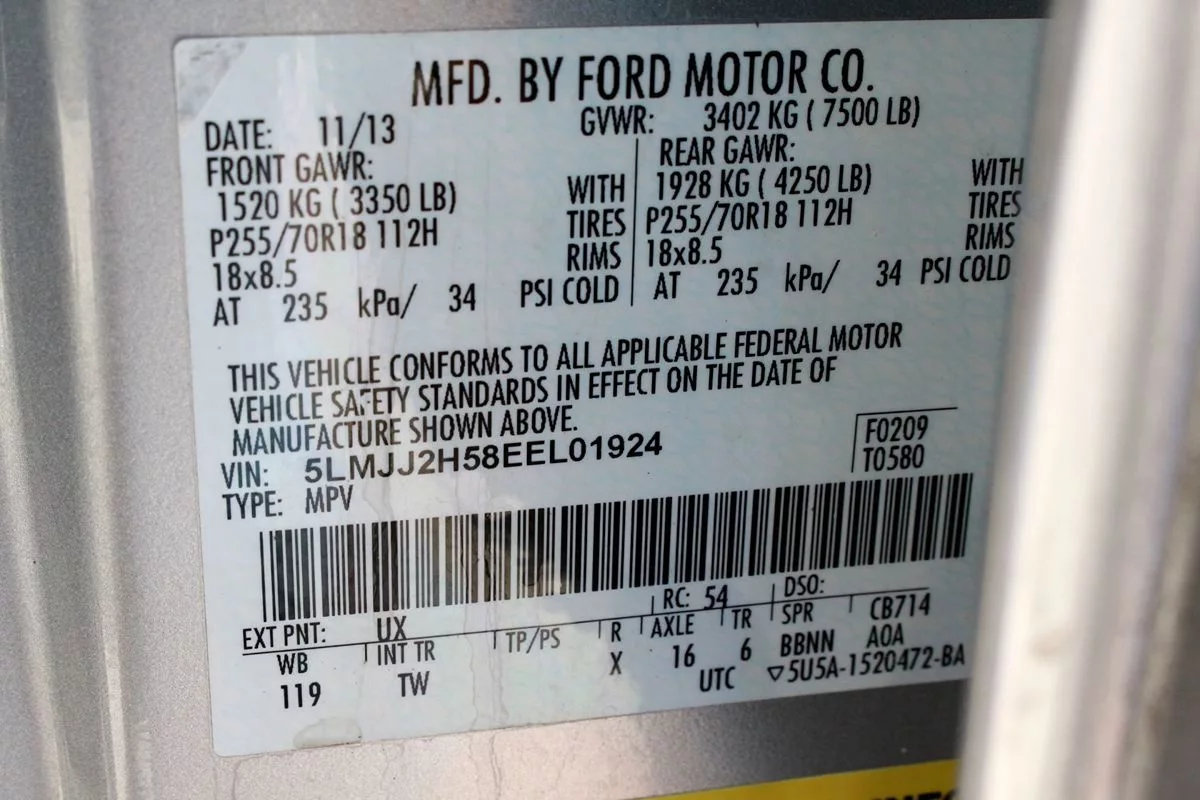 MFD. BY FORD MOTOR CO.
DATE: 11/13 GVWR: 3402 KG ( 7500 LB)
FRONT GAWR: REAR GAWR:
1520 KG ( 3350 LB) WITH 1928 KG ( 4250 LB) WITH
P255/70R18 112H TIRES P255/70R18 112H TIRES
18x8.5 RIMS 18x8.5 RIMS
AT 235 kPa/ 34 PSI COLD AT 235 kPa/ 34 PSI COLD
THIS VEHICLE CONFORMS TO ALL APPLICABLE FEDERAL MOTOR
VEHICLE SAFETY STANDARDS IN EFFECT ON THE DATE OF
MANUFACTURE SHOWN ABOVE.
VIN: 5LMJJ2H58EEL01924 F0209
TYPE: MPV T0580
EXT PNT: UX RC: 54 DSO:
WB INT TR TP/PS R AXLE TR SPR CB714
119 TW X 16 6 BBNN A0A
UTC ▽5U5A-1520472-BA